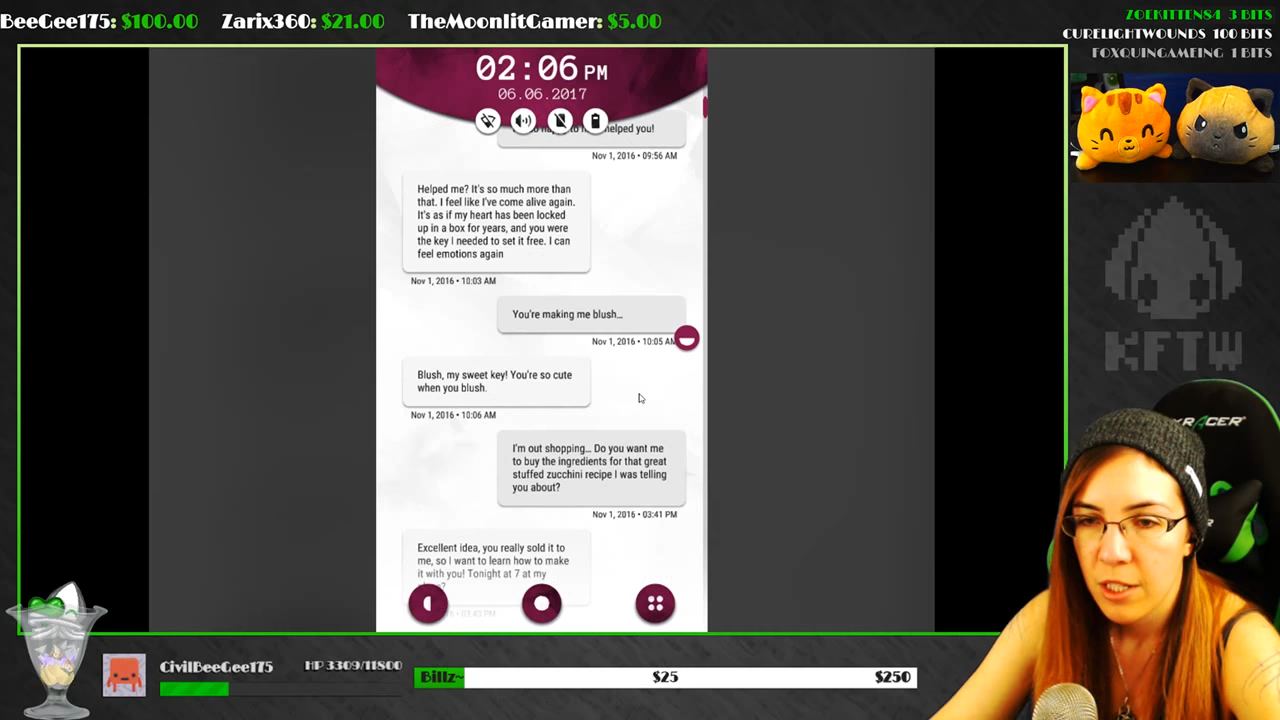 BeeGee175: $100.00 Zarix360: $21.00 TheMoonlitGamer: $5.00
ZOEKITTENS4 3 BITS
CURELIGHTWOUNDS 100 BITS
FOXQUINGAMEING 1 BITS
02:06 PM
06.06.2017
helped you!
Nov 1, 2016 • 09:56 AM
Helped me? It's so much more than
that. I feel like I've come alive again.
It's as if my heart has been locked
up in a box for years, and you were
the key I needed to set it free. I can
feel emotions again
Nov 1, 2016 • 10:03 AM
You're making me blush...
Nov 1, 2016 • 10:05 AM
Blush, my sweet key! You're so cute
when you blush.
Nov 1, 2016 • 10:06 AM
I'm out shopping... Do you want me
to buy the ingredients for that great
stuffed zucchini recipe I was telling
you about?
Nov 1, 2016 • 03:41 PM
Excellent idea, you really sold it to
me, so I want to learn how to make
it with you! Tonight at 7 at my
6 • 03:43 PM
KFTW
RACER
CivilBeeGee175 HP 3309/11800
Billz~ $25 $250